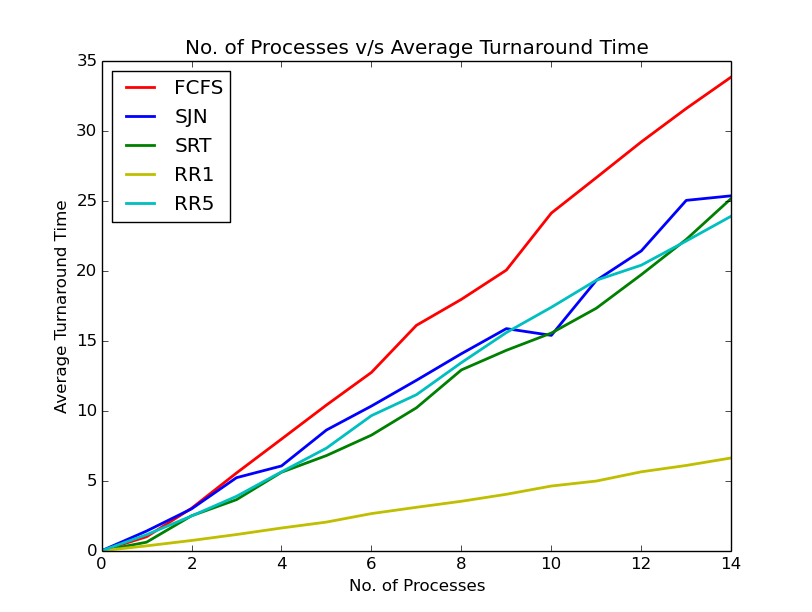 No. of Processes v/s Average Turnaround Time
35
30
25
20
15
10
5
0
Average Turnaround Time
FCFS
SJN
SRT
RR1
RR5
0 2 4 6 8 10 12 14
No. of Processes